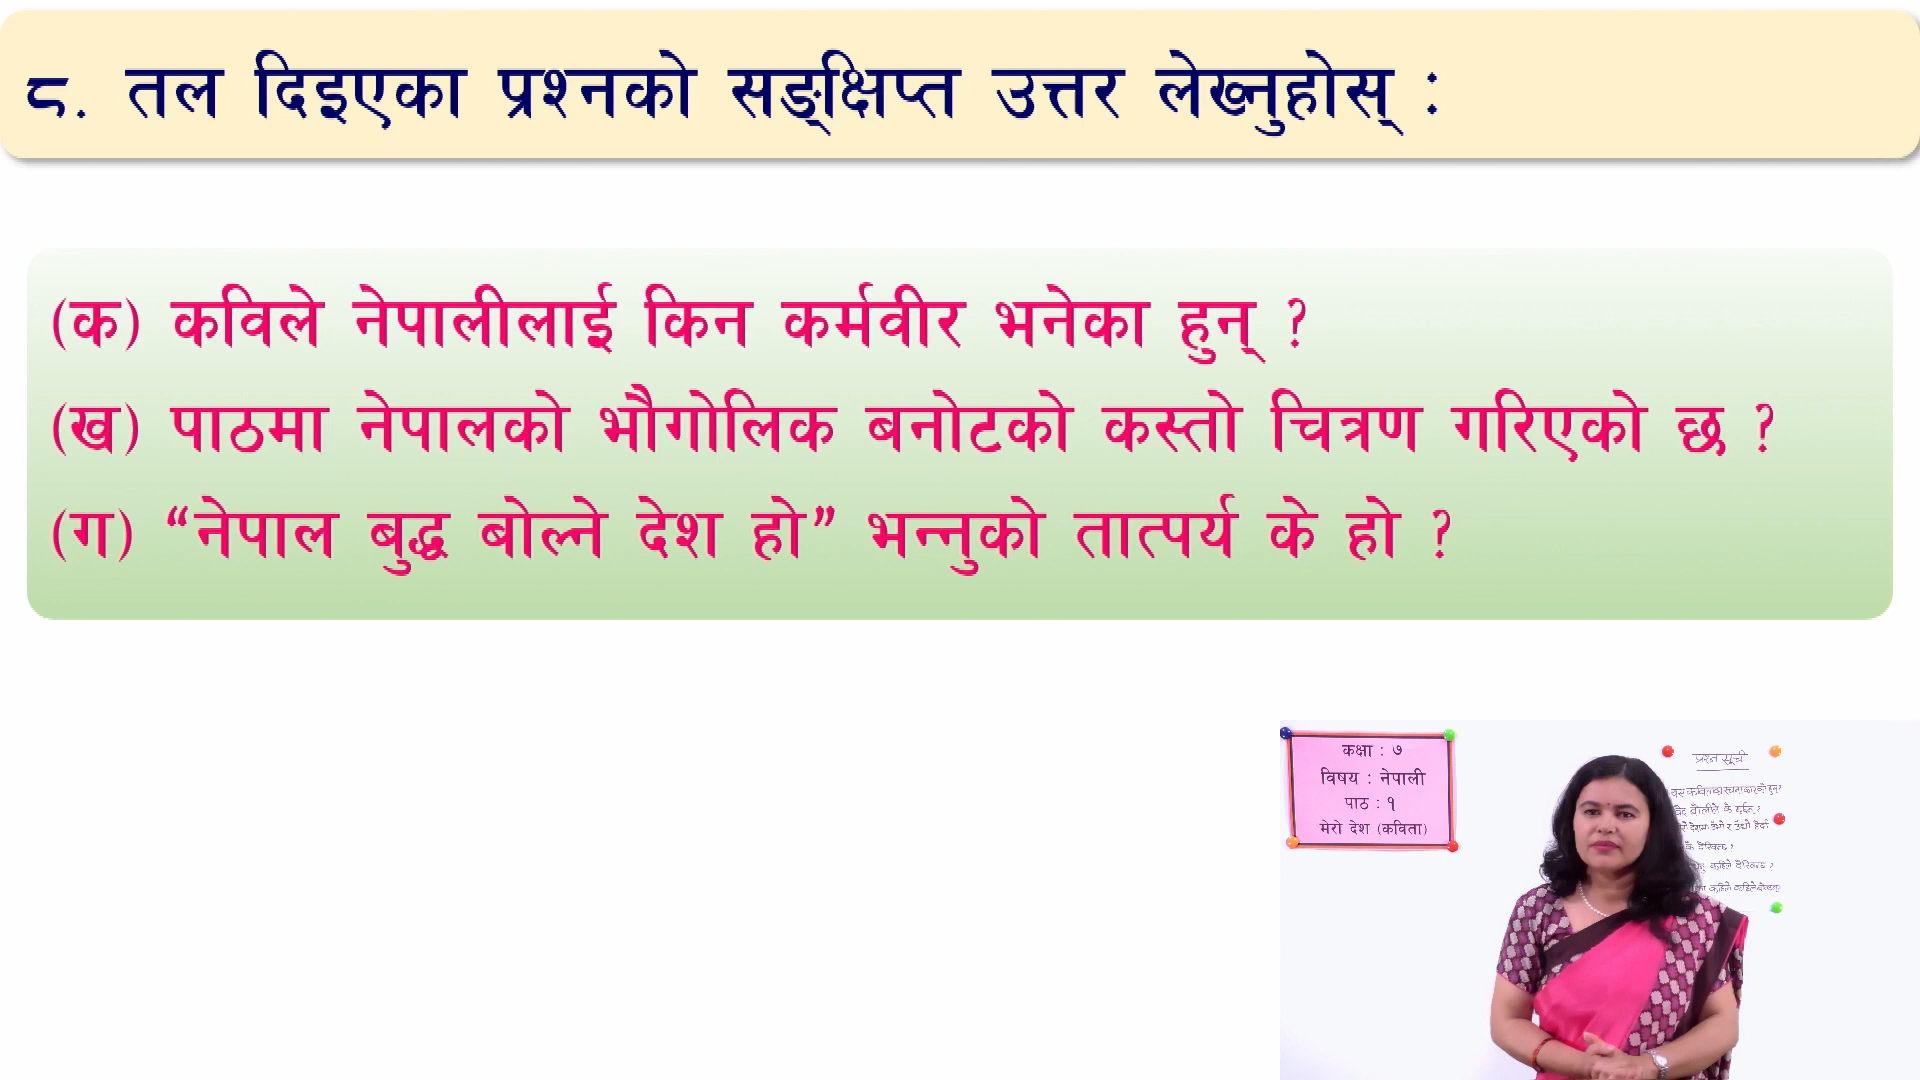 ८. तल दिइएका प्रश्नको सङ्क्षिप्त उत्तर लेख्नुहोस् :
(क) कविले नेपालीलाई किन कर्मवीर भनेका हुन् ?
(ख) पाठमा नेपालको भौगोलिक बनोटको कस्तो चित्रण गरिएको छ ?
(ग) “नेपाल बुद्ध बोल्ने देश हो” भन्नुको तात्पर्य के हो ?
कक्षा : ७
विषय : नेपाली
पाठ : १
मेरो देश (कविता)
प्रश्न सूची